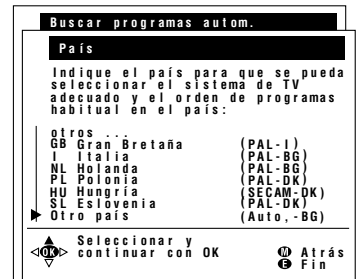 Buscar programas autom.
País
Indique el país para que se pueda
seleccionar el sistema de TV
adecuado y el orden de programas
habitual en el país:
otros ...
GB Gran Bretaña (PAL-I)
I Italia (PAL-BG)
NL Holanda (PAL-BG)
PL Polonia (PAL-DK)
HU Hungría (SECAM-DK)
SL Eslovenia (PAL-DK)
Otro país (Auto,-BG)
Seleccionar y
OK continuar con OK
M Atrás
E Fin